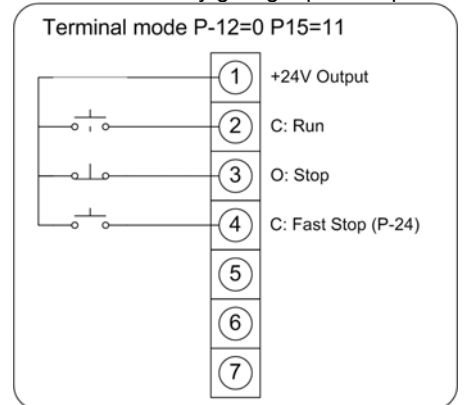 Terminal mode P-12=0 P15=11
1 +24V Output
2 C: Run
3 O: Stop
4 C: Fast Stop (P-24)
5
6
7